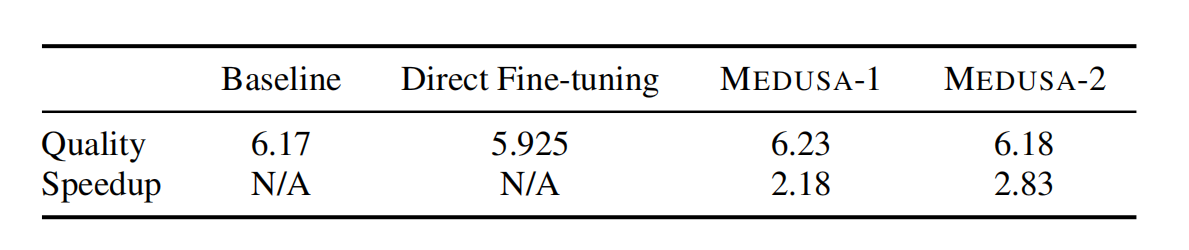 Baseline Direct Fine-tuning MEDUSA-1 MEDUSA-2
Quality 6.17 5.925 6.23 6.18
Speedup N/A N/A 2.18 2.83